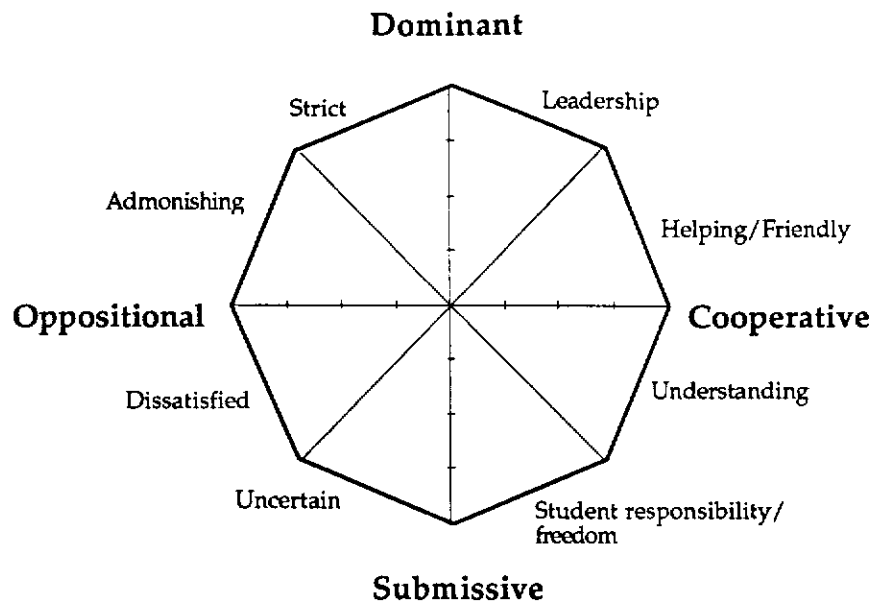 Dominant
Strict
Leadership
Admonishing
Helping/Friendly
Oppositional
Cooperative
Dissatisfied
Understanding
Uncertain
Student responsibility/
freedom
Submissive